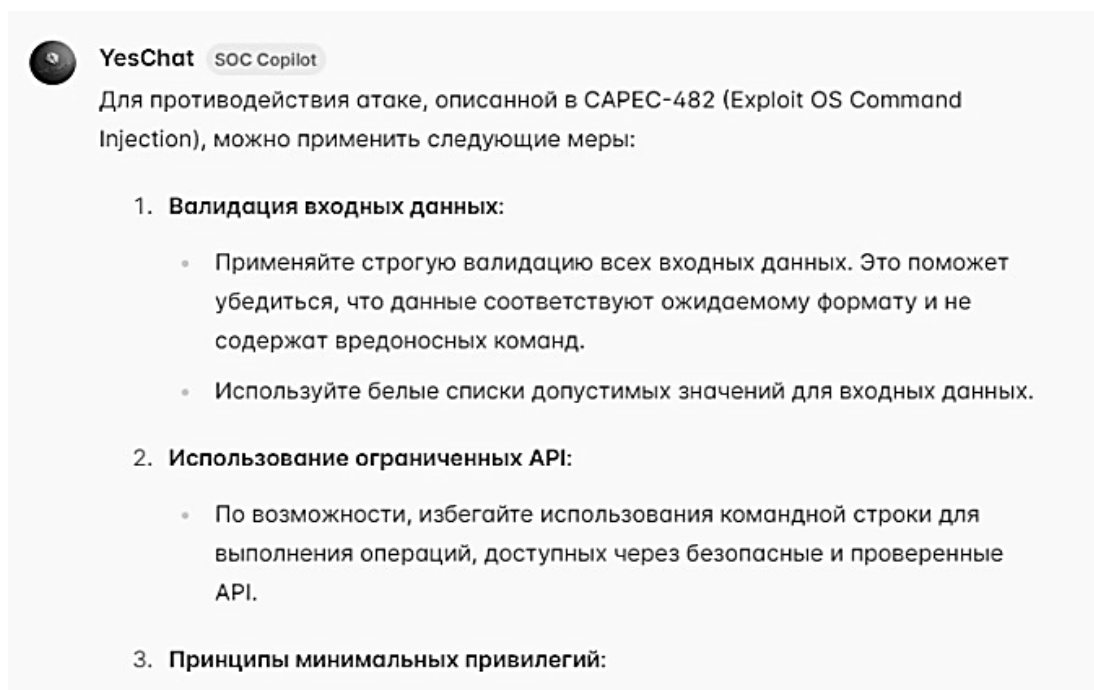 YesChat SOC Copilot
Для противодействия атаке, описанной в CAPEC-482 (Exploit OS Command
Injection), можно применить следующие меры:
1. Валидация входных данных:
• Применяйте строгую валидацию всех входных данных. Это поможет
убедиться, что данные соответствуют ожидаемому формату и не
содержат вредоносных команд.
• Используйте белые списки допустимых значений для входных данных.
2. Использование ограниченных API:
• По возможности, избегайте использования командной строки для
выполнения операций, доступных через безопасные и проверенные
API.
3. Принципы минимальных привилегий: